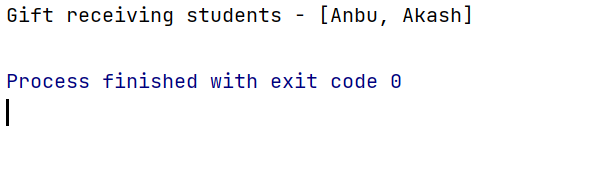 Gift receiving students - [Anbu, Akash]
Process finished with exit code 0